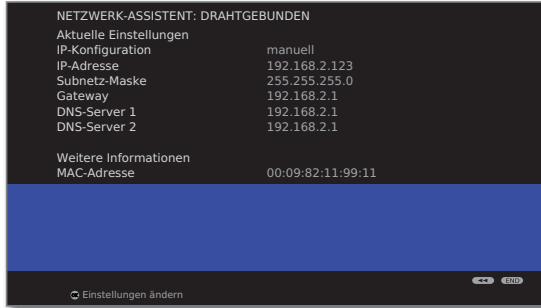 NETZWERK-ASSISTENT: DRAHTGEBUNDEN
Aktuelle Einstellungen
IP-Konfiguration manuell
IP-Adresse 192.168.2.123
Subnetz-Maske 255.255.255.0
Gateway 192.168.2.1
DNS-Server 1 192.168.2.1
DNS-Server 2 192.168.2.1
Weitere Informationen
MAC-Adresse 00:09:82:11:99:11
END
OK Einstellungen ändern